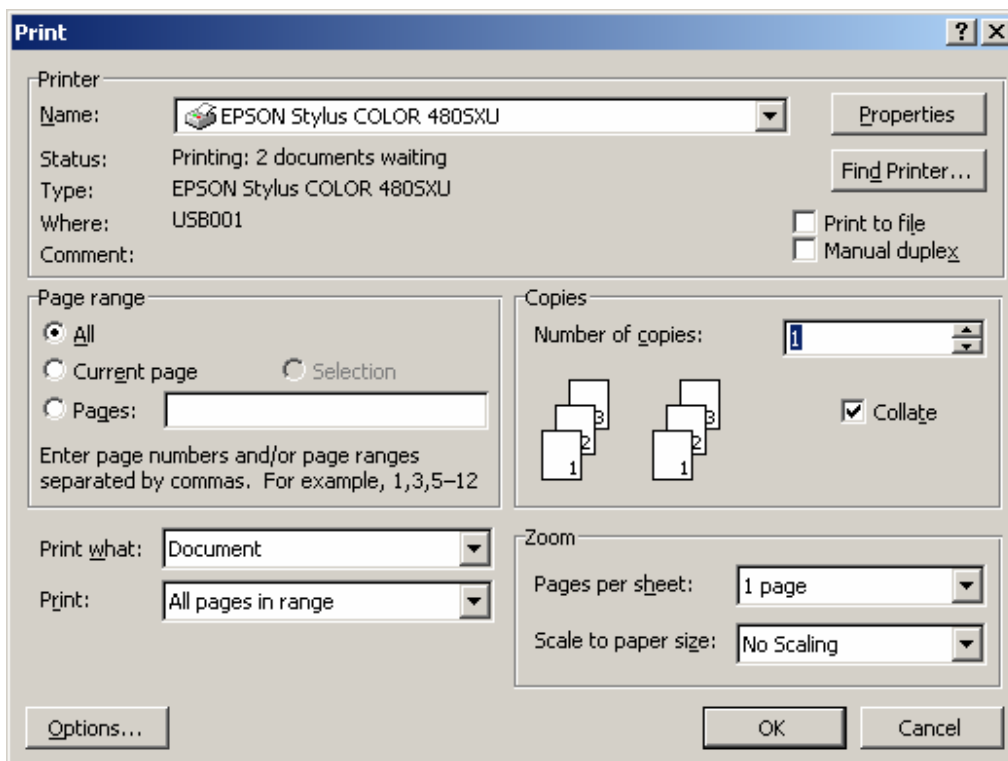 Print
Printer
Name: EPSON Stylus COLOR 480SXU
Properties
Status: Printing: 2 documents waiting
Find Printer...
Type: EPSON Stylus COLOR 480SXU
Where: USB001
Print to file
Comment:
Manual duplex
Page range
All
Current page Selection
Pages:
Enter page numbers and/or page ranges
separated by commas. For example, 1,3,5–12
Copies
Number of copies: 1
3 3
2 2
1 1
Collate
Print what: Document
Print: All pages in range
Zoom
Pages per sheet: 1 page
Scale to paper size: No Scaling
Options...
OK
Cancel